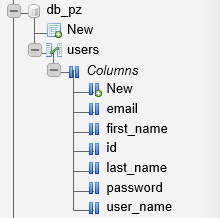 db_pz
New
users
Columns
New
email
first_name
id
last_name
password
user_name